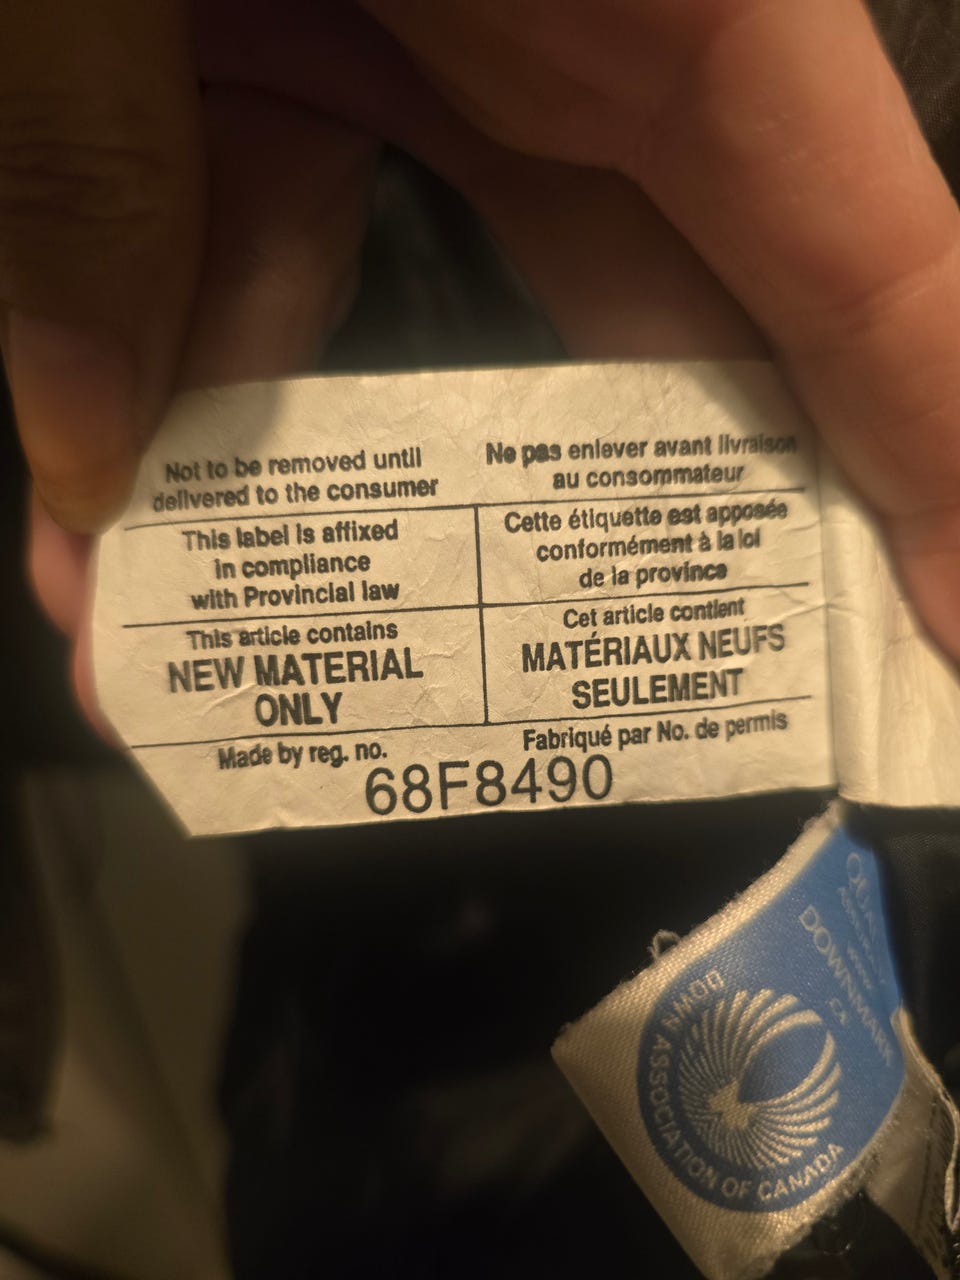 Not to be removed until
delivered to the consumer
Ne pas enlever avant livraison
au consommateur
This label is affixed
in compliance
with Provincial law
Cette étiquette est apposée
conformément à la loi
de la province
This article contains
NEW MATERIAL
ONLY
Cet article contient
MATÉRIAUX NEUFS
SEULEMENT
Made by reg. no.
Fabriqué par No. de permis
68F8490
DOWNMARK
DOWN ASSOCIATION OF CANADA